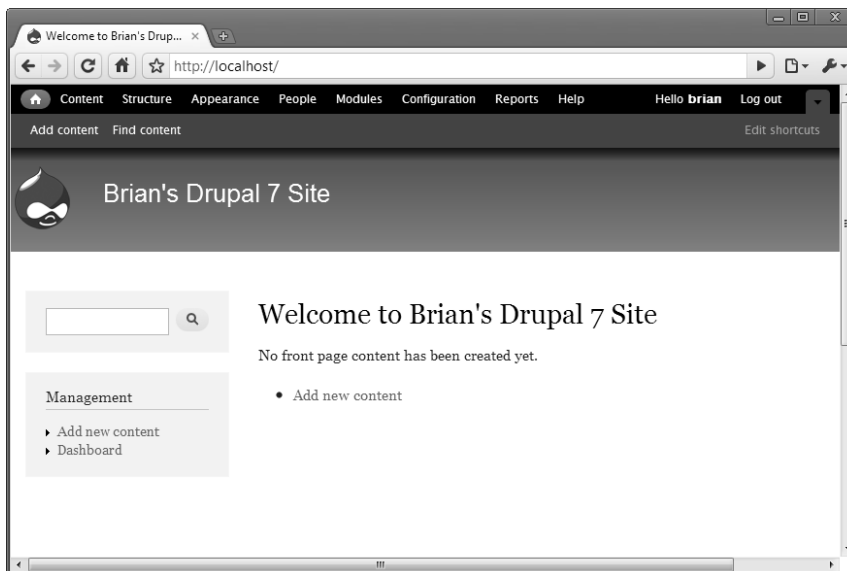 Welcome to Brian's Drup...
http://localhost/
Content Structure Appearance People Modules Configuration Reports Help Hello brian Log out
Add content Find content Edit shortcuts
Brian's Drupal 7 Site
Welcome to Brian's Drupal 7 Site
No front page content has been created yet.
Add new content
Management
Add new content
Dashboard